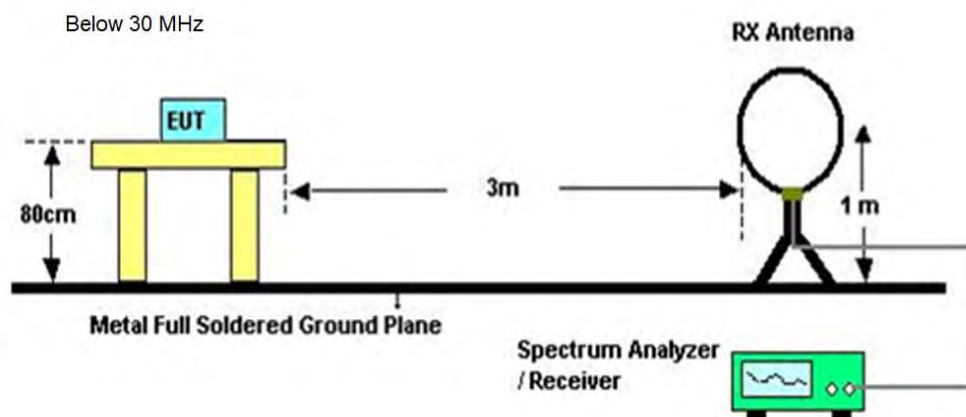 Below 30 MHz
RX Antenna
EUT
3m
80cm
1 m
Metal Full Soldered Ground Plane
Spectrum Analyzer
/ Receiver